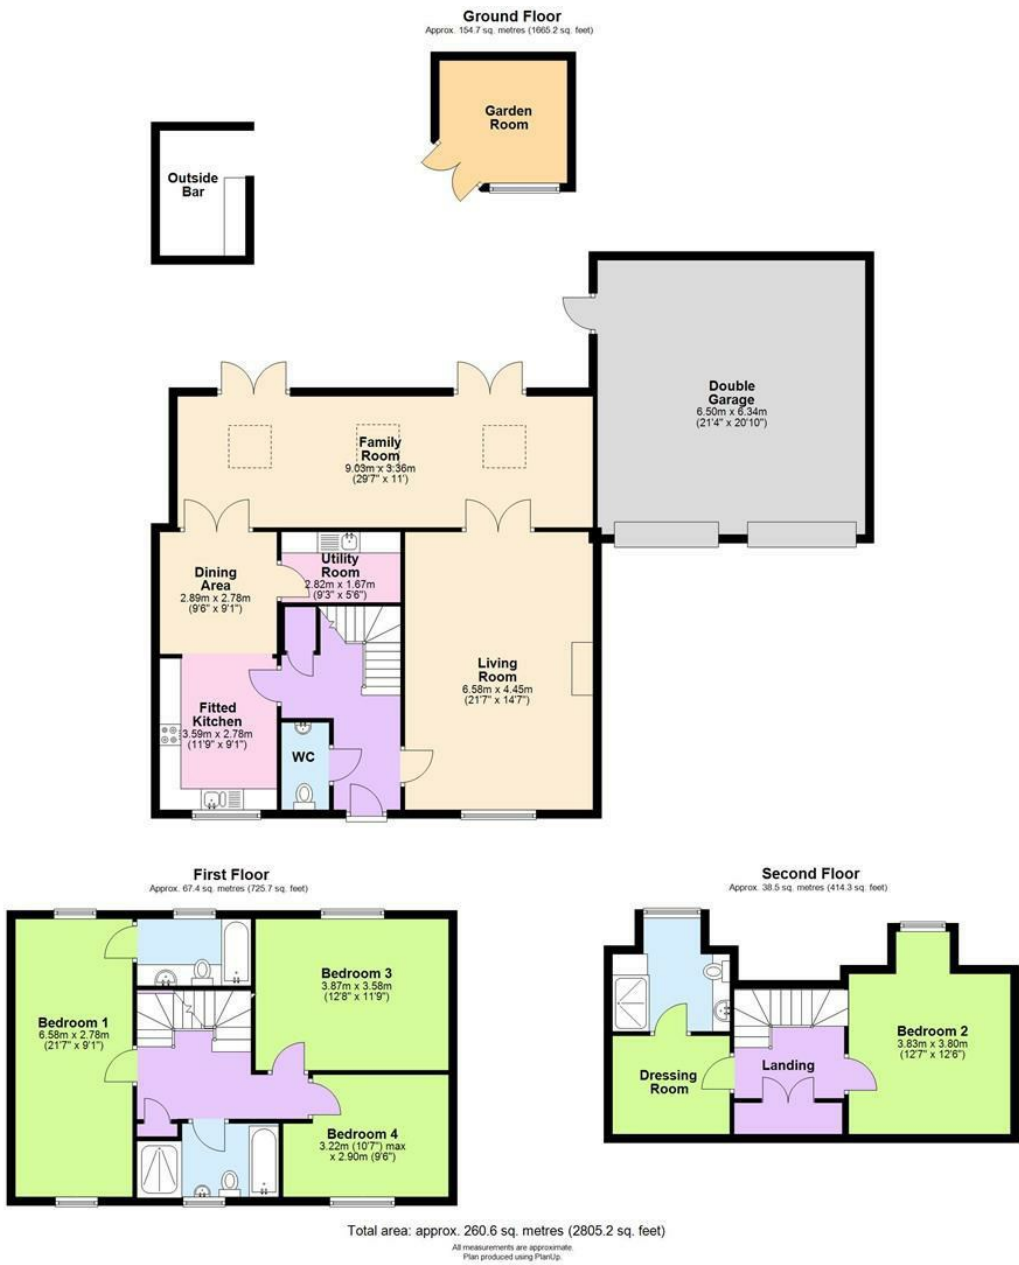 Ground Floor
Approx. 154.7 sq. metres (1665.2 sq. feet)
Garden
Room
Outside
Bar
Double
Garage
6.50m x 6.34m
(21'4" x 20'10")
Family
Room
9.03m x 3.36m
(29'7" x 11')
Dining
Area
2.89m x 2.78m
(9'6" x 9'1")
Utility
Room
2.82m x 1.67m
(9'3" x 5'6")
Living
Room
6.58m x 4.45m
(21'7" x 14'7")
Fitted
Kitchen
3.59m x 2.78m
(11'9" x 9'1")
WC
First Floor
Approx. 67.4 sq. metres (725.7 sq. feet)
Bedroom 1
6.58m x 2.78m
(21'7" x 9'1")
Bedroom 3
3.87m x 3.58m
(12'8" x 11'9")
Bedroom 4
3.22m (10'7") max
x 2.90m (9'6")
Second Floor
Approx. 38.5 sq. metres (414.3 sq. feet)
Bedroom 2
3.83m x 3.80m
(12'7" x 12'6")
Landing
Dressing
Room
Total area: approx. 260.6 sq. metres (2805.2 sq. feet)
All measurements are approximate.
Plan produced using PlanUp.